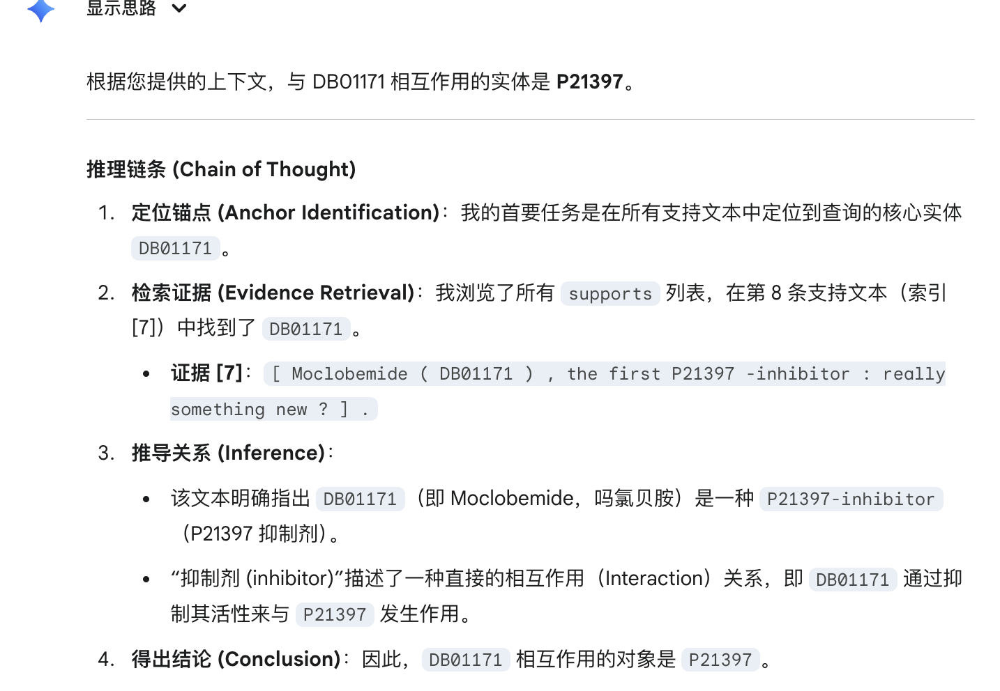 显示思路
根据您提供的上下文，与 DB01171 相互作用的实体是 P21397。
推理链条 (Chain of Thought)
1. 定位锚点 (Anchor Identification)：我的首要任务是在所有支持文本中定位到查询的核心实体
DB01171 。
2. 检索证据 (Evidence Retrieval)：我浏览了所有 supports 列表，在第 8 条支持文本（索引
[7]）中找到了 DB01171 。
• 证据 [7]： [ Moclobemide ( DB01171 ) , the first P21397 -inhibitor : really
something new ? ] .
3. 推导关系 (Inference)：
• 该文本明确指出 DB01171 （即 Moclobemide，吗氯贝胺）是一种 P21397-inhibitor
（P21397 抑制剂）。
• “抑制剂 (inhibitor)”描述了一种直接的相互作用（Interaction）关系，即 DB01171 通过抑
制其活性来与 P21397 发生作用。
4. 得出结论 (Conclusion)：因此， DB01171 相互作用的对象是 P21397 。